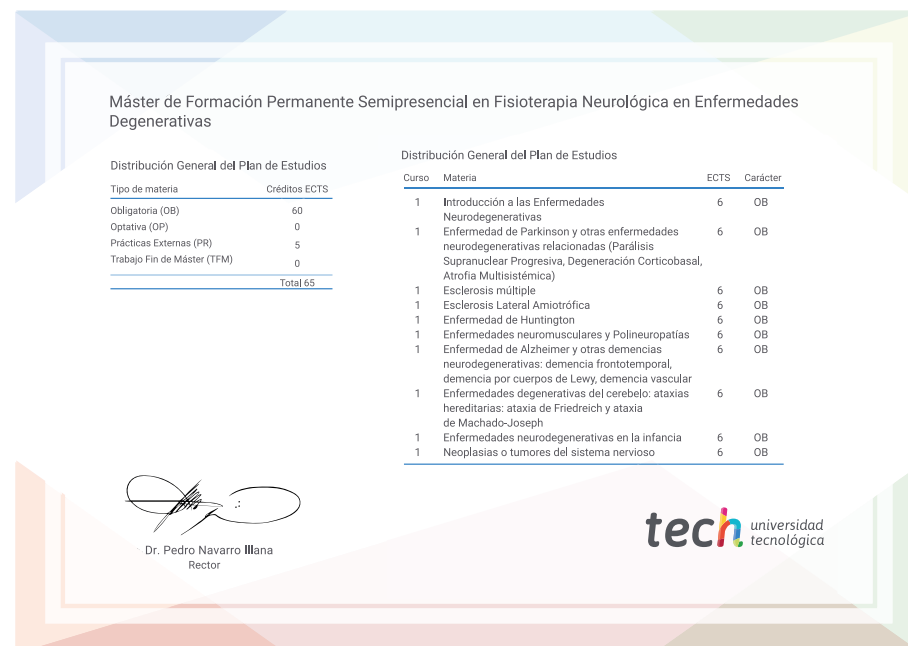 Máster de Formación Permanente Semipresencial en Fisioterapia Neurológica en Enfermedades
Degenerativas
Distribución General del Plan de Estudios
Tipo de materia Créditos ECTS
Obligatoria (OB) 60
Optativa (OP) 0
Prácticas Externas (PR) 5
Trabajo Fin de Máster (TFM) 0
Total 65
Distribución General del Plan de Estudios
Curso Materia ECTS Carácter
1 Introducción a las Enfermedades 6 OB
Neurodegenerativas
1 Enfermedad de Parkinson y otras enfermedades 6 OB
neurodegenerativas relacionadas (Parálisis
Supranuclear Progresiva, Degeneración Corticobasal,
Atrofia Multisistémica)
1 Esclerosis múltiple 6 OB
1 Esclerosis Lateral Amiotrófica 6 OB
1 Enfermedad de Huntington 6 OB
1 Enfermedades neuromusculares y Polineuropatías 6 OB
1 Enfermedad de Alzheimer y otras demencias 6 OB
neurodegenerativas: demencia frontotemporal,
demencia por cuerpos de Lewy, demencia vascular
1 Enfermedades degenerativas del cerebelo: ataxias 6 OB
hereditarias: ataxia de Friedreich y ataxia
de Machado-Joseph
1 Enfermedades neurodegenerativas en la infancia 6 OB
1 Neoplasias o tumores del sistema nervioso 6 OB
Dr. Pedro Navarro Illana
Rector
tech universidad
tecnológica